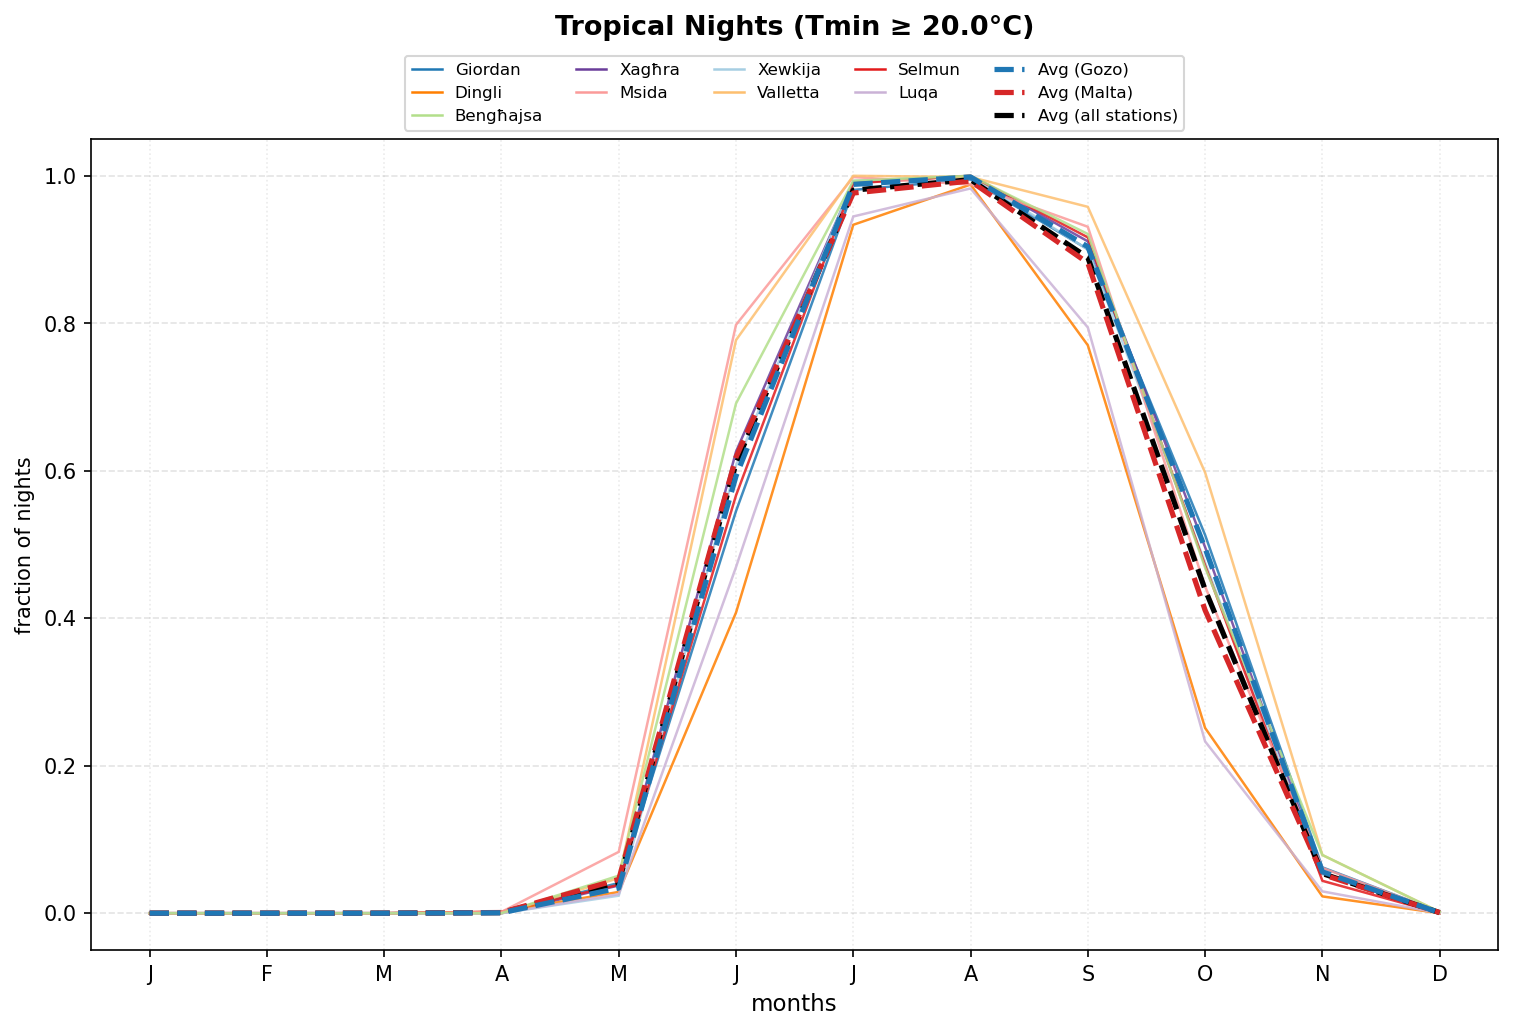 Tropical Nights (Tmin ≥ 20.0°C)
Giordan Xagħra Xewkija Selmun Avg (Gozo)
Dingli Msida Valletta Luqa Avg (Malta)
Bengħajsa Avg (all stations)
fraction of nights
1.0
0.8
0.6
0.4
0.2
0.0
J F M A M J J A S O N D
months